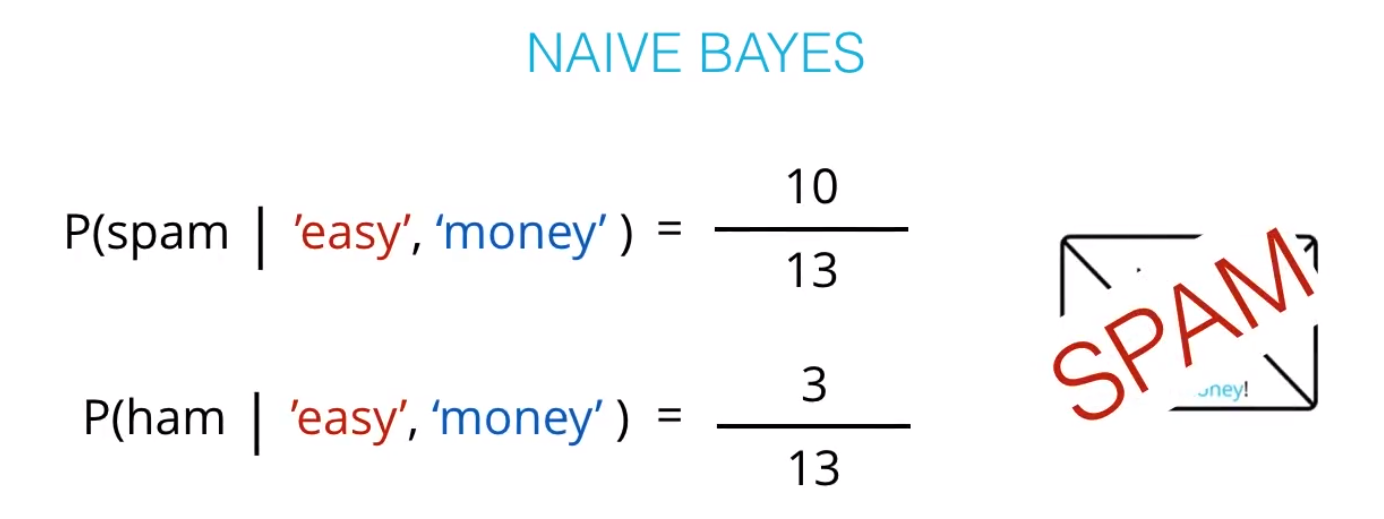 NAIVE BAYES
10
P(spam | ’easy’, ‘money’ ) =
13
SPAM
oney!
3
P(ham | ’easy’, ‘money’ ) =
13